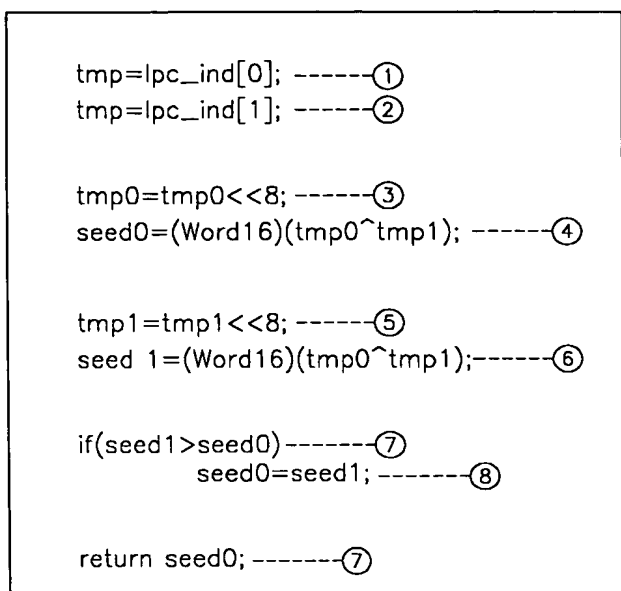 tmp=lpc_ind[0]; ------①
tmp=lpc_ind[1]; ------②
tmp0=tmp0<<8; ------③
seed0=(Word16)(tmp0^tmp1); ------④
tmp1=tmp1<<8; ------⑤
seed 1=(Word16)(tmp0^tmp1);------⑥
if(seed1>seed0)-------⑦
seed0=seed1; -------⑧
return seed0; -------⑦